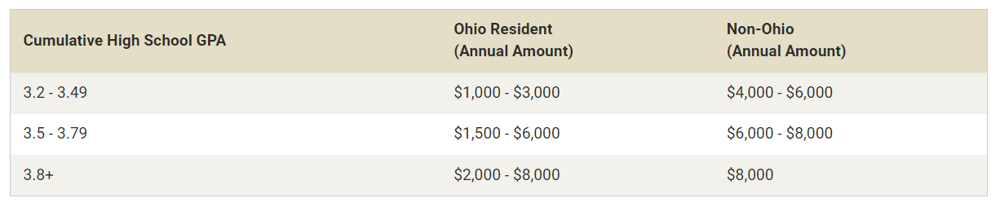 Cumulative High School GPA
Ohio Resident
(Annual Amount)
Non-Ohio
(Annual Amount)
3.2 - 3.49 $1,000 - $3,000 $4,000 - $6,000
3.5 - 3.79 $1,500 - $6,000 $6,000 - $8,000
3.8+ $2,000 - $8,000 $8,000